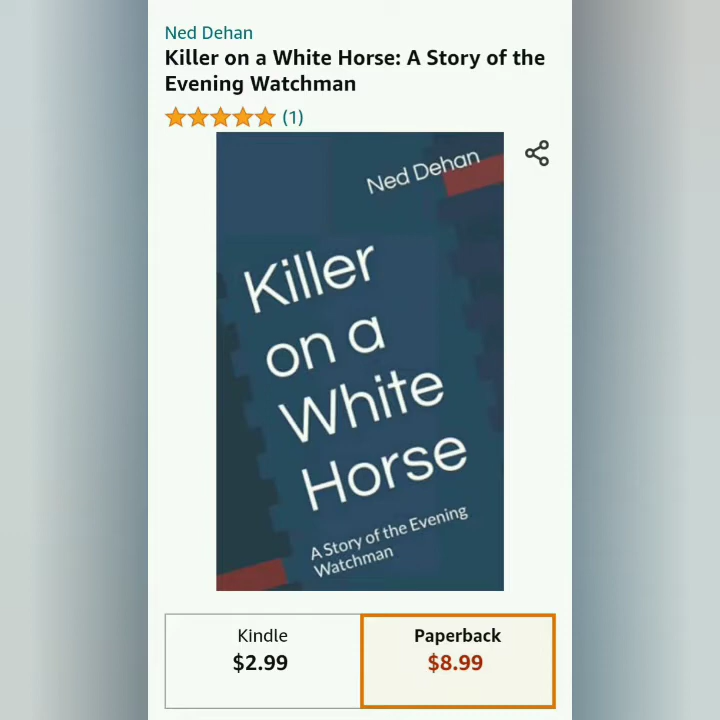 Ned Dehan
Killer on a White Horse: A Story of the
Evening Watchman
(1)
Ned Dehan
Killer
on a
White
Horse
A Story of the Evening
Watchman
Kindle
$2.99
Paperback
$8.99